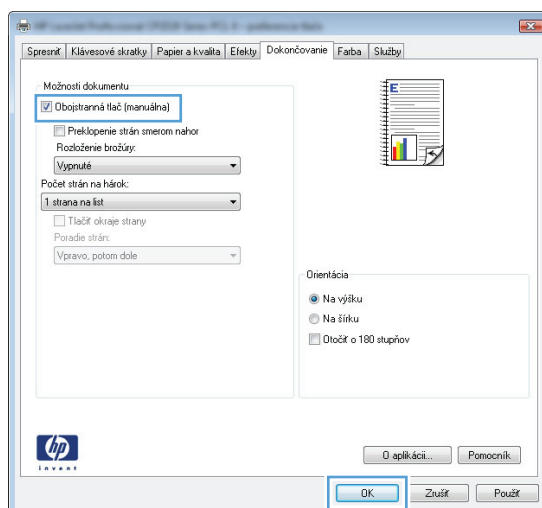 Spresniť Klávesové skratky Papier a kvalita Efekty Dokončovanie Farba Služby
Možnosti dokumentu
Obojstranná tlač (manuálna)
Preklopenie strán smerom nahor
Rozloženie brožúry:
Vypnuté
Počet strán na hárok:
1 strana na list
Tlačiť okraje strany
Poradie strán:
Vpravo, potom dole
E
Orientácia
Na výšku
Na šírku
Otočiť o 180 stupňov
hp
invent
O aplikácii... Pomocník
OK Zrušiť Použiť